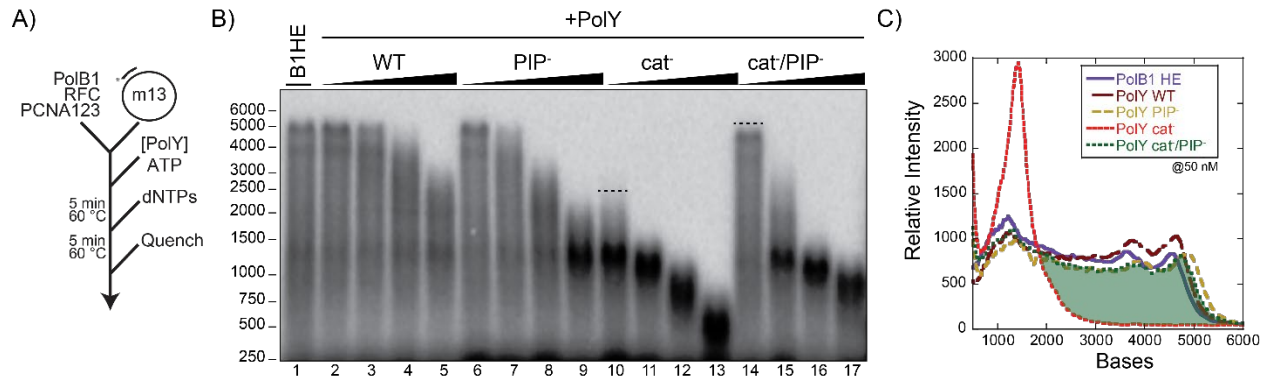 A)
PolB1
RFC
PCNA123
m13
[PolY]
ATP
5 min
60 °C
dNTPs
5 min
60 °C
Quench
B)
B1HE
+PolY
WT
PIP-
cat-
cat-/PIP-
6000
5000
4000
3000
2500
2000
1500
1000
750
500
250
1 2 3 4 5 6 7 8 9 10 11 12 13 14 15 16 17
C)
Relative Intensity
3000
2500
2000
1500
1000
500
0
PolB1 HE
PolY WT
PolY PIP-
PolY cat-
PolY cat-/PIP-
@50 nM
1000 2000 3000 4000 5000 6000
Bases